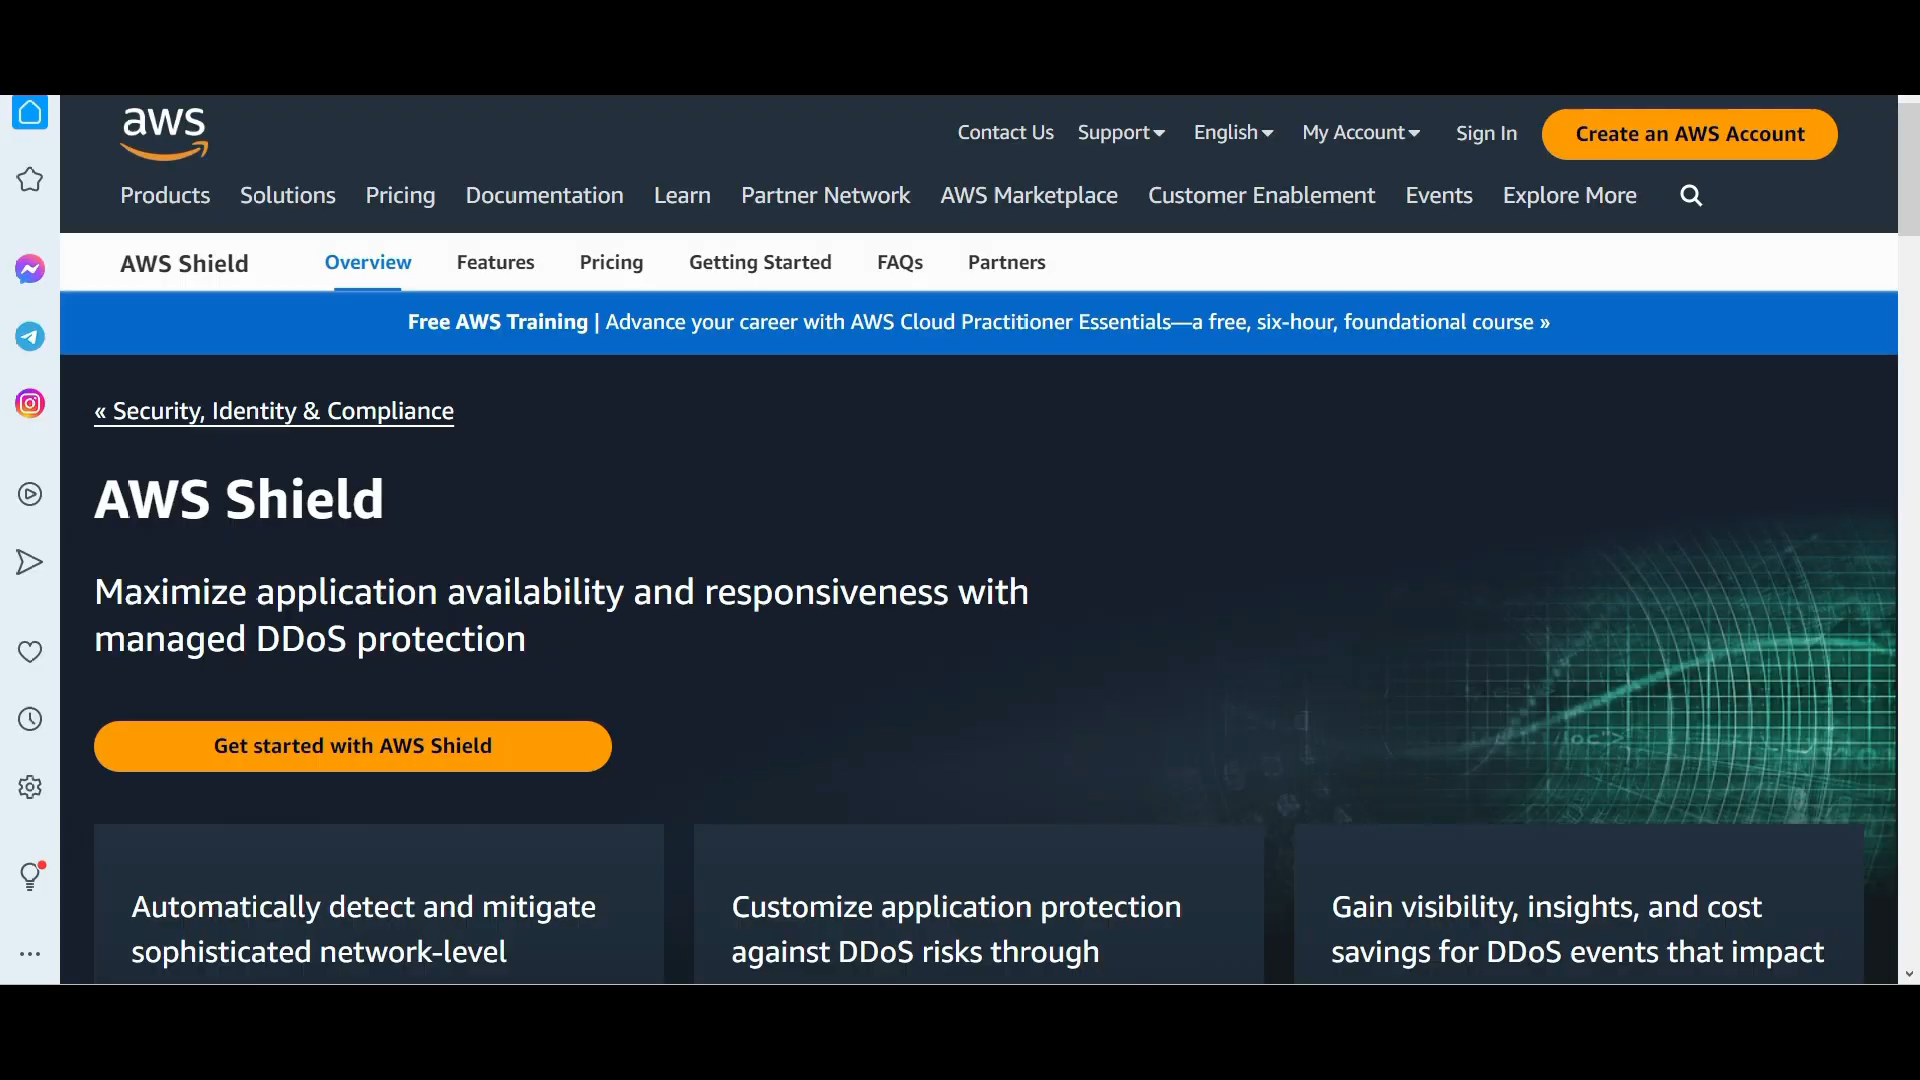 aws
Contact Us Support English My Account Sign In Create an AWS Account
Products Solutions Pricing Documentation Learn Partner Network AWS Marketplace Customer Enablement Events Explore More
AWS Shield Overview Features Pricing Getting Started FAQs Partners
Free AWS Training | Advance your career with AWS Cloud Practitioner Essentials—a free, six-hour, foundational course »
« Security, Identity & Compliance
AWS Shield
Maximize application availability and responsiveness with
managed DDoS protection
Get started with AWS Shield
Automatically detect and mitigate
sophisticated network-level
Customize application protection
against DDoS risks through
Gain visibility, insights, and cost
savings for DDoS events that impact